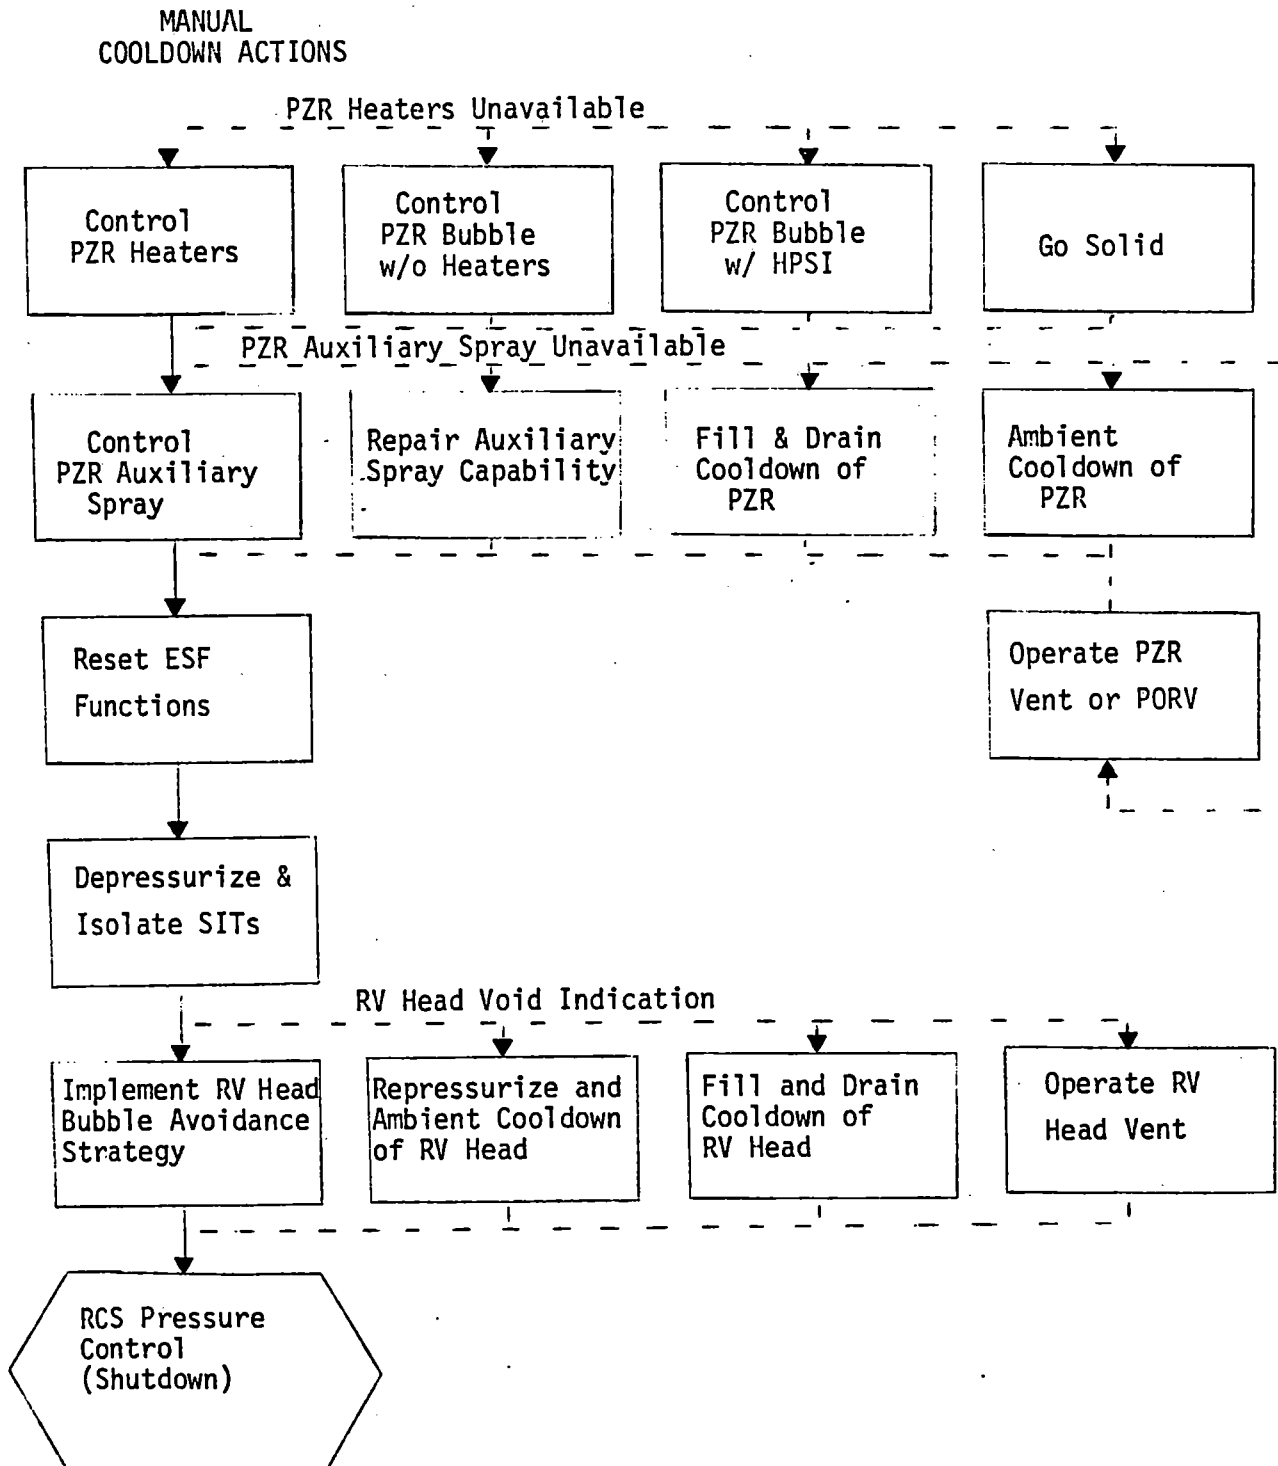 MANUAL
COOLDOWN ACTIONS
PZR Heaters Unavailable
Control
PZR Heaters
Control
PZR Bubble
w/o Heaters
Control
PZR Bubble
w/ HPSI
Go Solid
PZR Auxiliary Spray Unavailable
Control
PZR Auxiliary
Spray
Repair Auxiliary
Spray Capability
Fill & Drain
Cooldown of
PZR
Ambient
Cooldown of
PZR
Reset ESF
Functions
Operate PZR
Vent or PORV
Depressurize &
Isolate SITs
RV Head Void Indication
Implement RV Head
Bubble Avoidance
Strategy
Repressurize and
Ambient Cooldown
of RV Head
Fill and Drain
Cooldown of
RV Head
Operate RV
Head Vent
RCS Pressure
Control
(Shutdown)